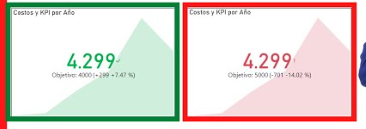 Costos y KPI por Año
4.299
Objetivo: 4000 (+299 +7.47 %)
Costos y KPI por Año
4.299!
Objetivo: 5000 (-701 -14.02 %)